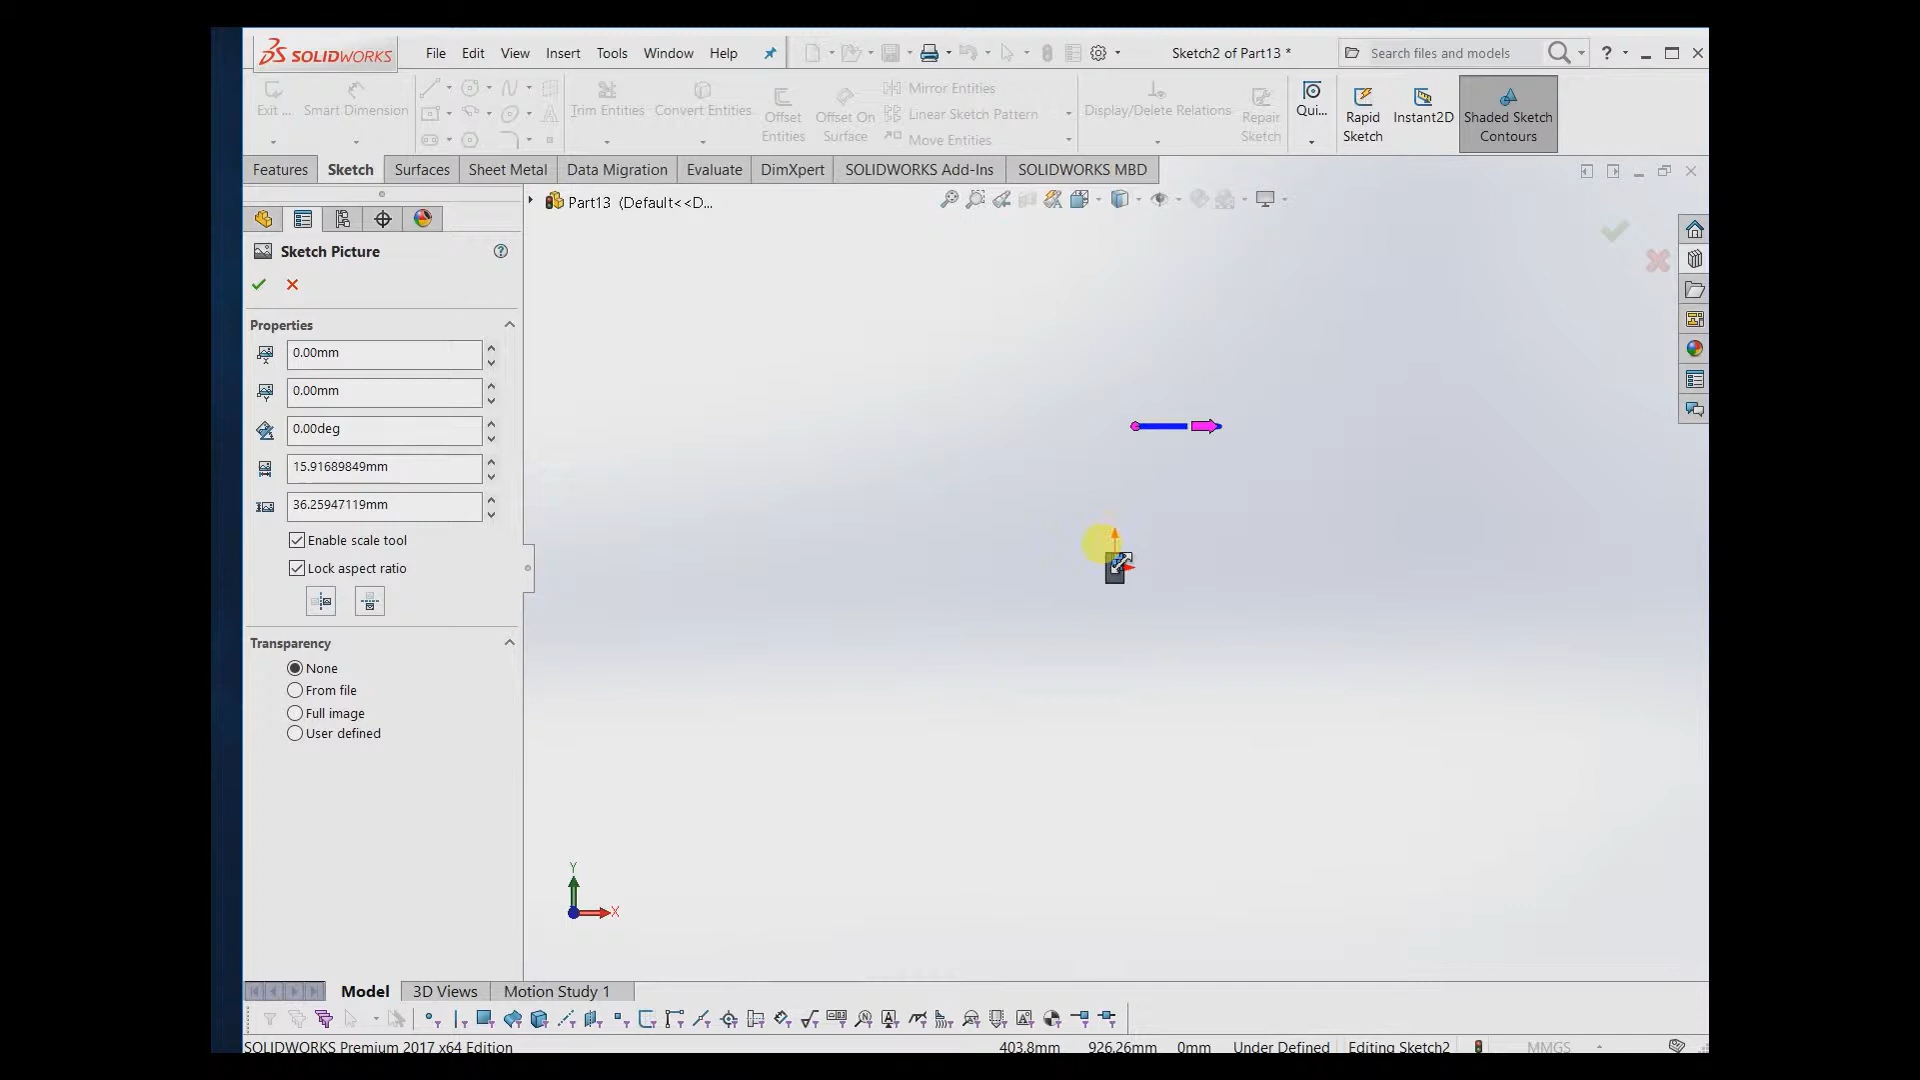 SOLIDWORKS File Edit View Insert Tools Window Help Sketch2 of Part13 * Search files and models ?
Exit ... Smart Dimension Trim Entities Convert Entities Offset Entities Offset On Surface Mirror Entities Linear Sketch Pattern Move Entities Display/Delete Relations Repair Sketch Qui... Rapid Sketch Instant2D Shaded Sketch Contours
Features Sketch Surfaces Sheet Metal Data Migration Evaluate DimXpert SOLIDWORKS Add-Ins SOLIDWORKS MBD
Part13 (Default<<D...
Sketch Picture ?
Properties
0.00mm
0.00mm
0.00deg
15.91689849mm
36.25947119mm
Enable scale tool
Lock aspect ratio
Transparency
None
From file
Full image
User defined
Y
X
Model 3D Views Motion Study 1
SOLIDWORKS Premium 2017 x64 Edition 403.8mm 926.26mm 0mm Under Defined Editing Sketch2 MMGS